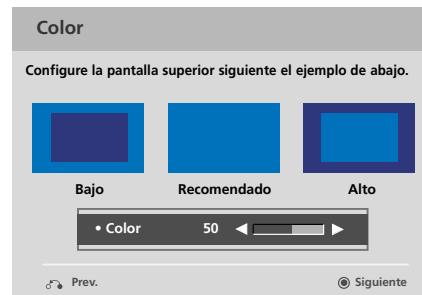 Color
Configure la pantalla superior siguiente el ejemplo de abajo.
Bajo Recomendado Alto
• Color 50
Prev. Siguiente